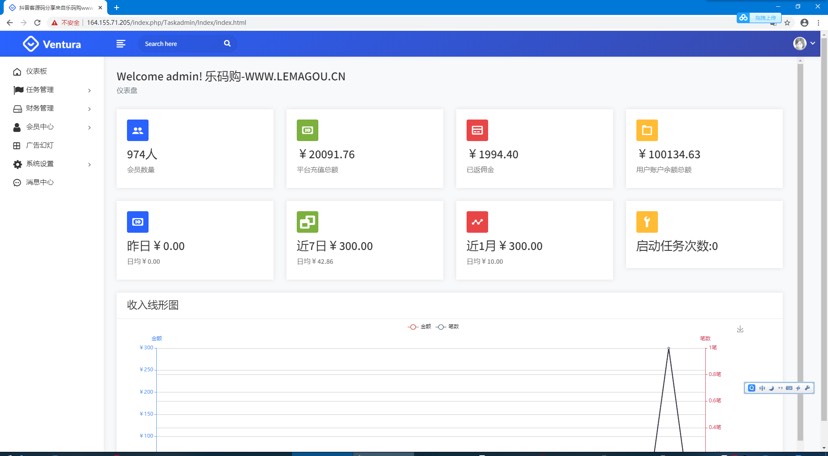 抖音客源码分享来自乐码购www
不安全 | 164.155.71.205/index.php/Taskadmin/Index/index.html
Ventura
Search here
仪表板
任务管理
财务管理
会员中心
广告幻灯
系统设置
消息中心
Welcome admin! 乐码购-WWW.LEMAGOU.CN
仪表盘
974人
会员数量
￥20091.76
平台充值总额
￥1994.40
已返佣金
￥100134.63
用户账户余额总额
昨日￥0.00
日均￥0.00
近7日￥300.00
日均￥42.86
近1月￥300.00
日均￥10.00
启动任务次数:0
收入线形图
金额 笔数
金额
笔数
￥300
￥250
￥200
￥150
￥100
1笔
0.8笔
0.6笔
0.4笔
中